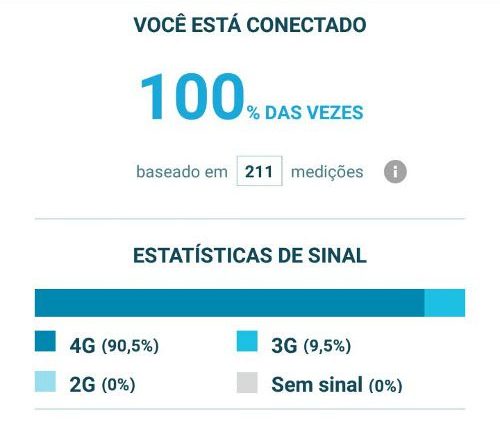 VOCÊ ESTÁ CONECTADO
100% DAS VEZES
baseado em 211 medições i
ESTATÍSTICAS DE SINAL
4G (90,5%) 3G (9,5%)
2G (0%) Sem sinal (0%)